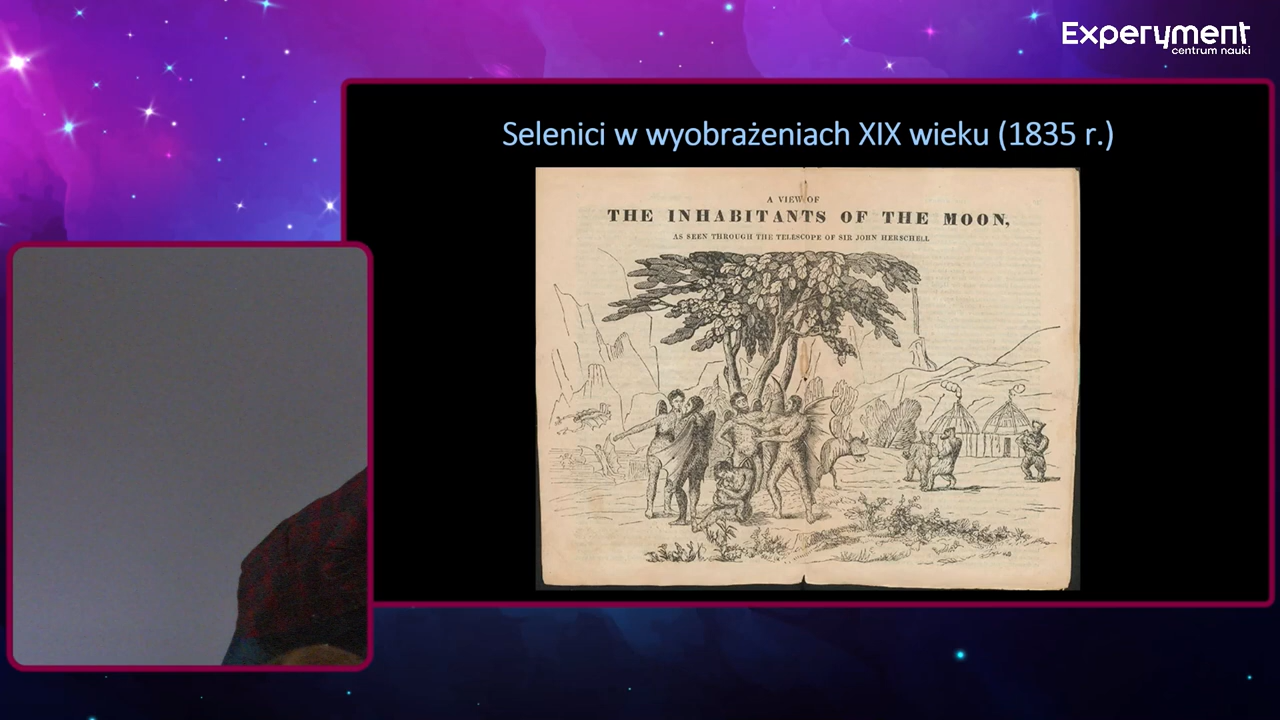 Experyment
centrum nauki
Selenici w wyobrażeniach XIX wieku (1835 r.)
A VIEW OF
THE INHABITANTS OF THE MOON,
AS SEEN THROUGH THE TELESCOPE OF SIR JOHN HERSCHELL